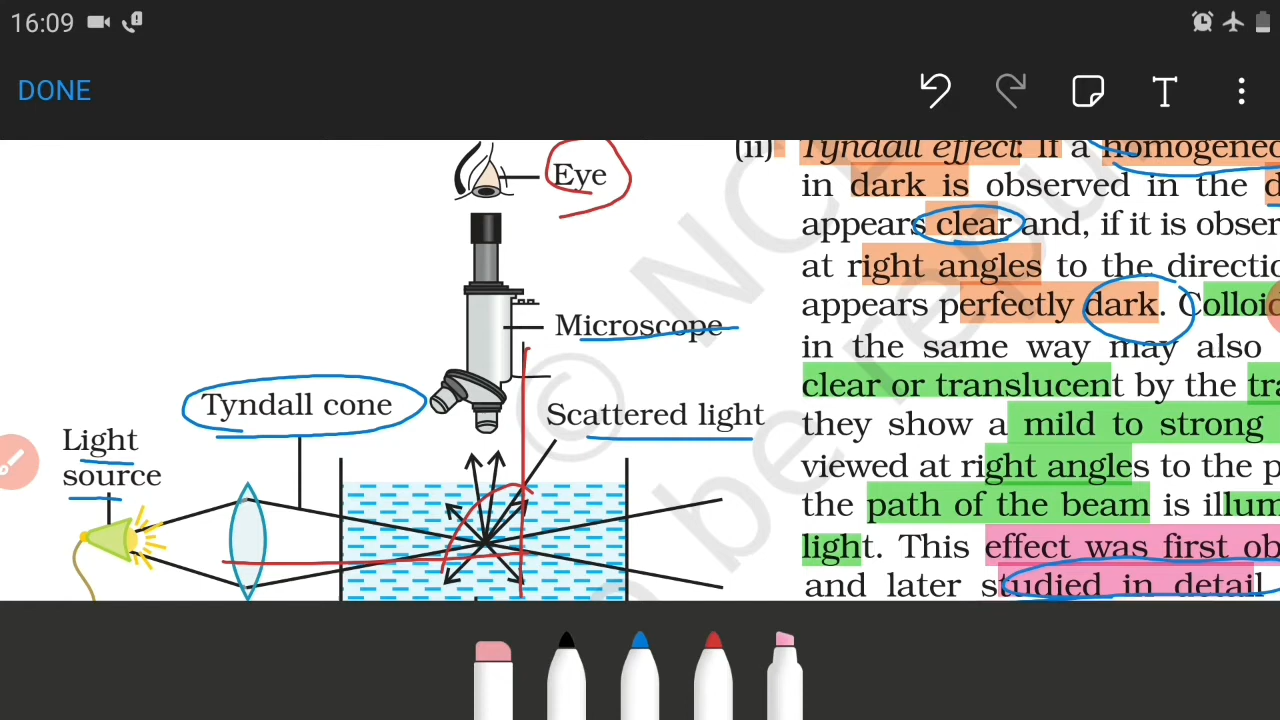 16:09
DONE
T
Eye
Microscope
Tyndall cone
Scattered light
Light
source
(ii) Tyndall effect: If a homogeneo
in dark is observed in the d
appears clear and, if it is obser
at right angles to the directio
appears perfectly dark. Colloid
in the same way may also
clear or translucent by the tra
they show a mild to strong
viewed at right angles to the p
the path of the beam is illum
light. This effect was first ob
and later studied in detail